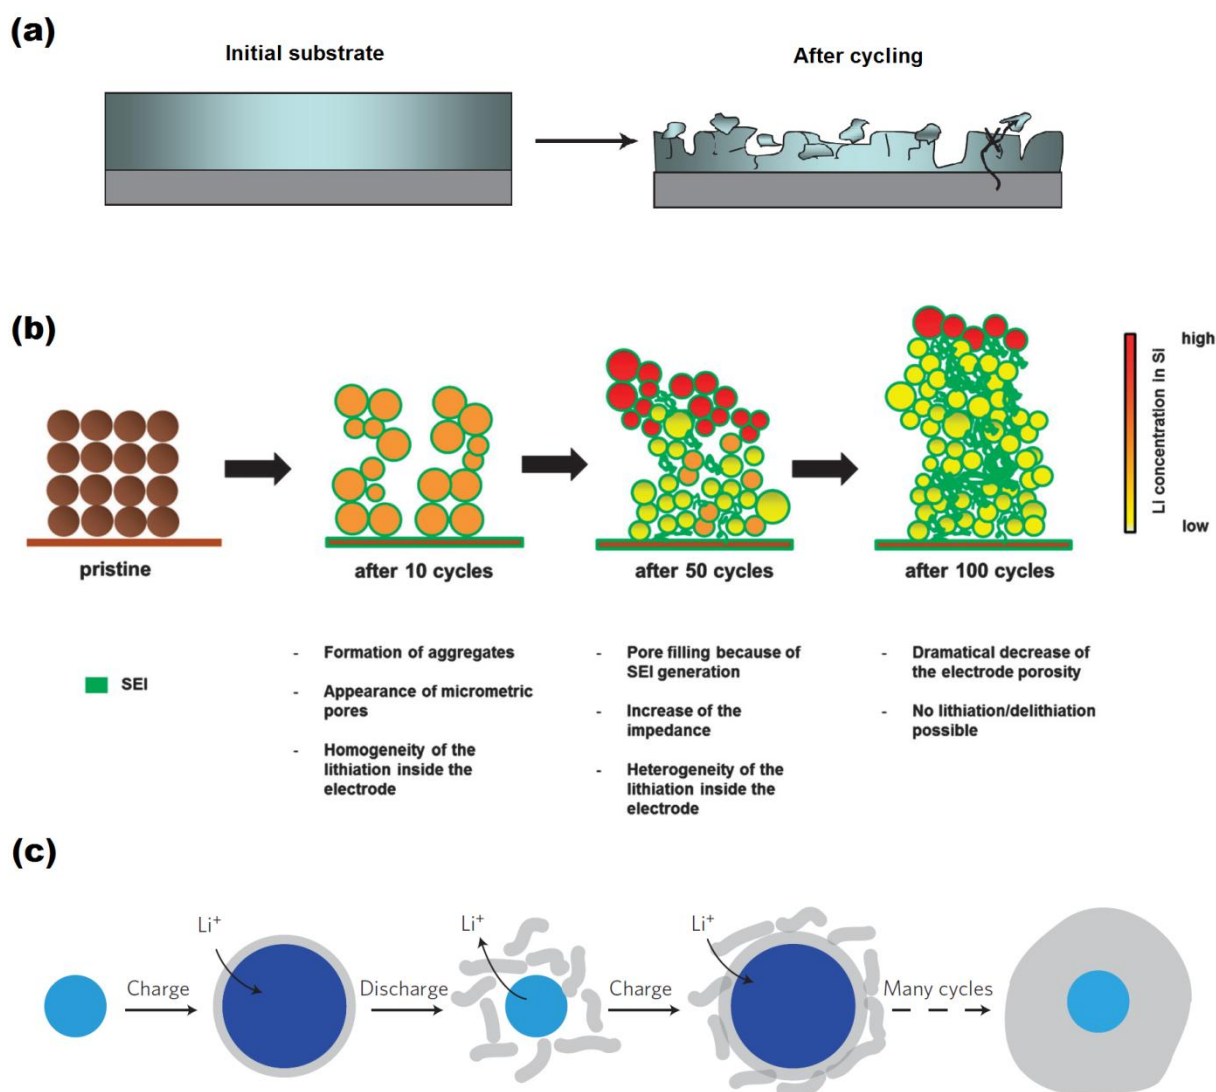 (a)
Initial substrate
After cycling
(b)
high
Li concentration in Si
low
pristine
after 10 cycles
after 50 cycles
after 100 cycles
SEI
- Formation of aggregates
- Appearance of micrometric
pores
- Homogeneity of the
lithiation inside the
electrode
- Pore filling because of
SEI generation
- Increase of the
impedance
- Heterogeneity of the
lithiation inside the
electrode
- Dramatical decrease of
the electrode porosity
- No lithiation/delithiation
possible
(c)
Li⁺
Charge
Discharge
Li⁺
Charge
Li⁺
Many cycles